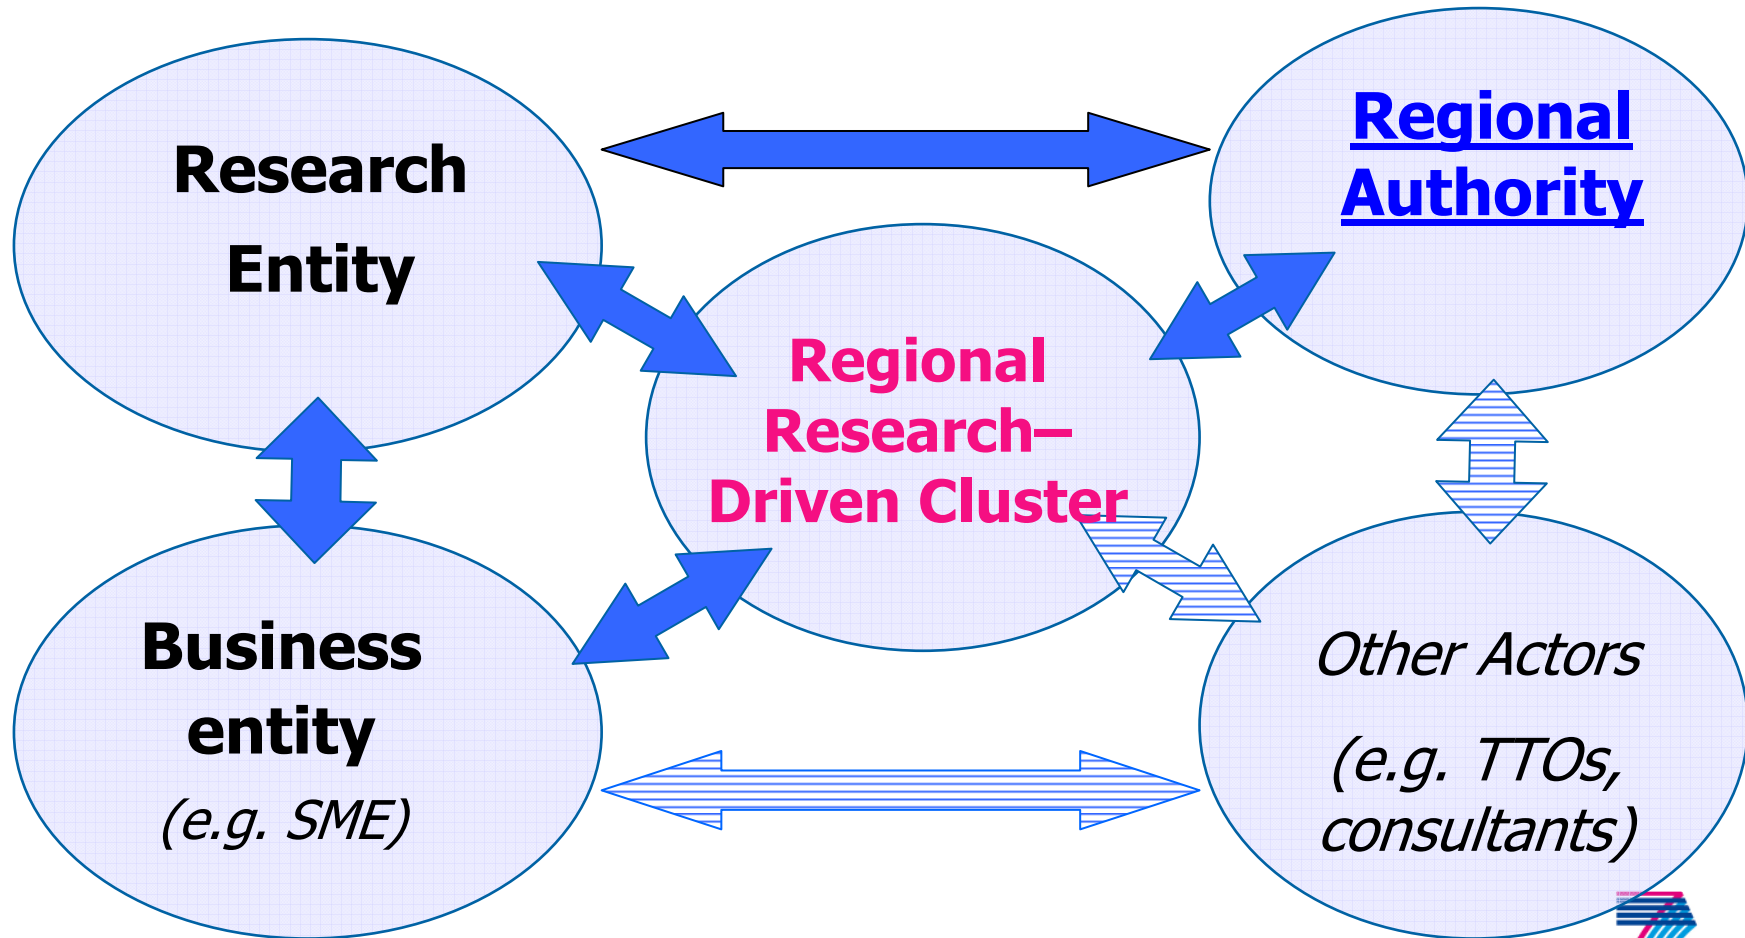 Research
Entity
Regional
Authority
Regional
Research–
Driven Cluster
Business
entity
(e.g. SME)
Other Actors
(e.g. TTOs,
consultants)